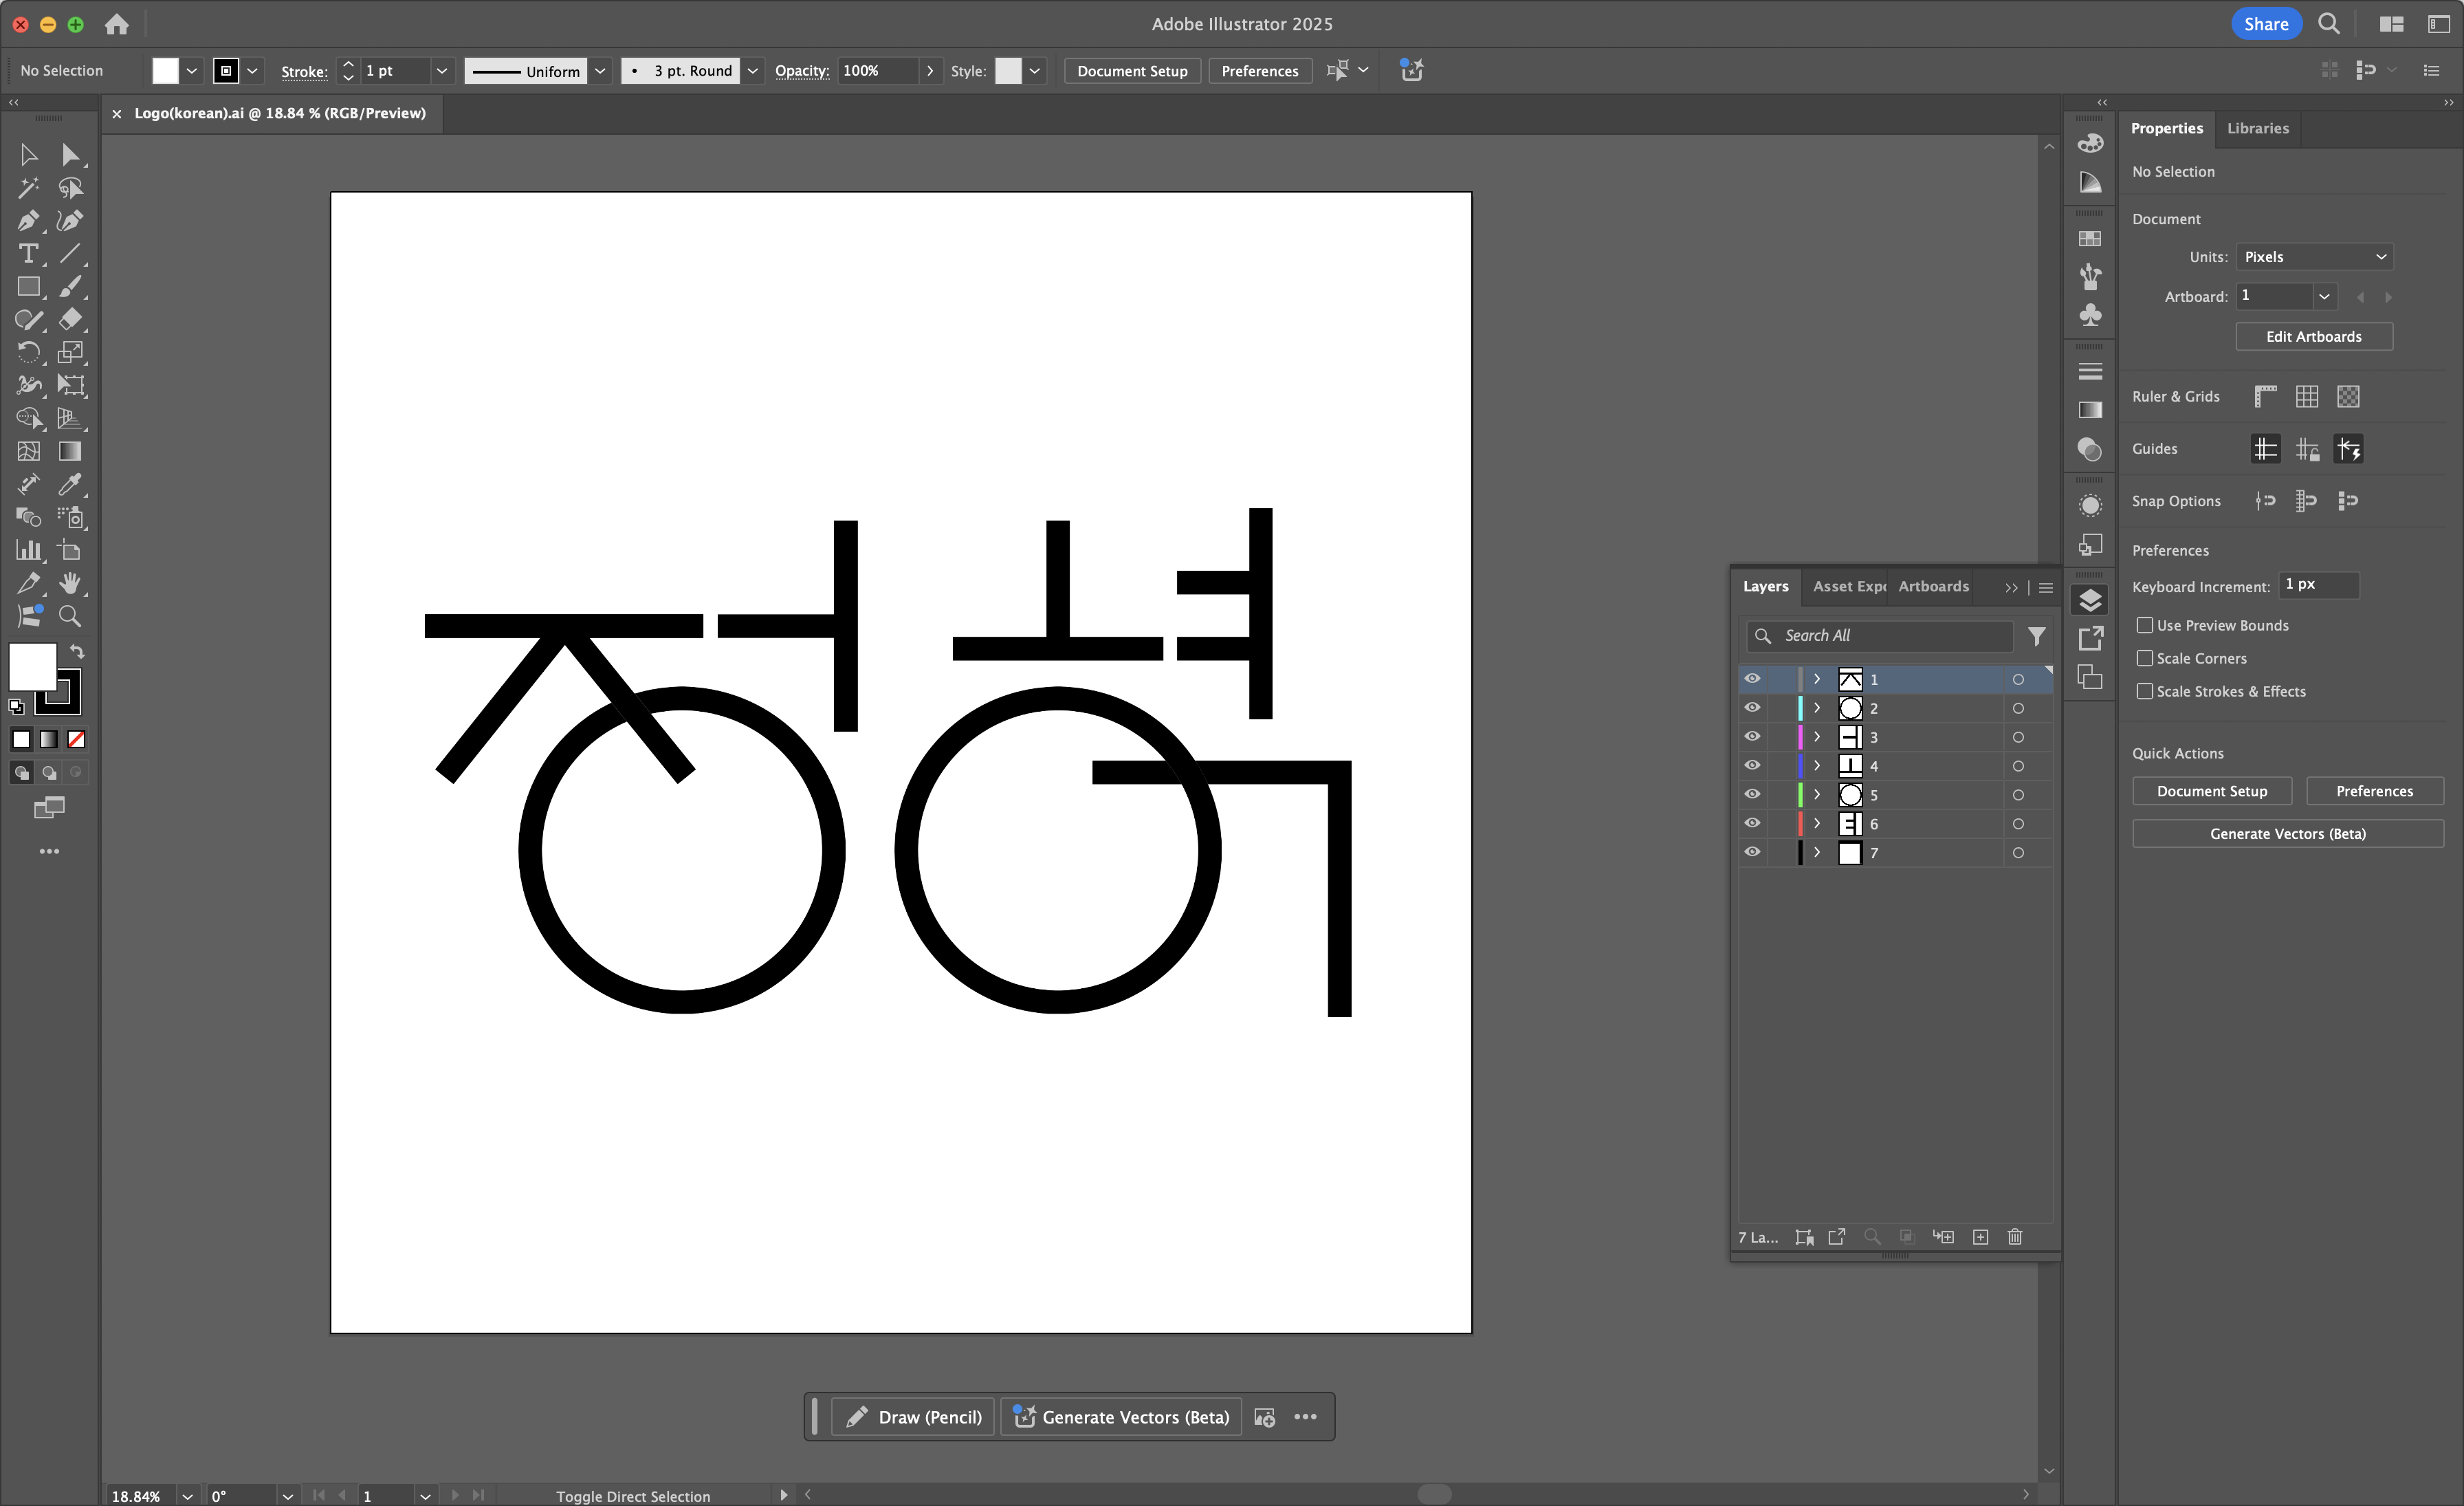 Adobe Illustrator 2025
Share
No Selection
Stroke: 1 pt Uniform 3 pt. Round Opacity: 100% Style: Document Setup Preferences
Logo(korean).ai @ 18.84 % (RGB/Preview)
정혁
Layers Asset Expo Artboards
Search All
1
2
3
4
5
6
7
7 La...
Properties Libraries
No Selection
Document
Units: Pixels
Artboard: 1
Edit Artboards
Ruler & Grids
Guides
Snap Options
Preferences
Keyboard Increment: 1 px
Use Preview Bounds
Scale Corners
Scale Strokes & Effects
Quick Actions
Document Setup Preferences
Generate Vectors (Beta)
Draw (Pencil) Generate Vectors (Beta)
18.84% 0° 1 Toggle Direct Selection